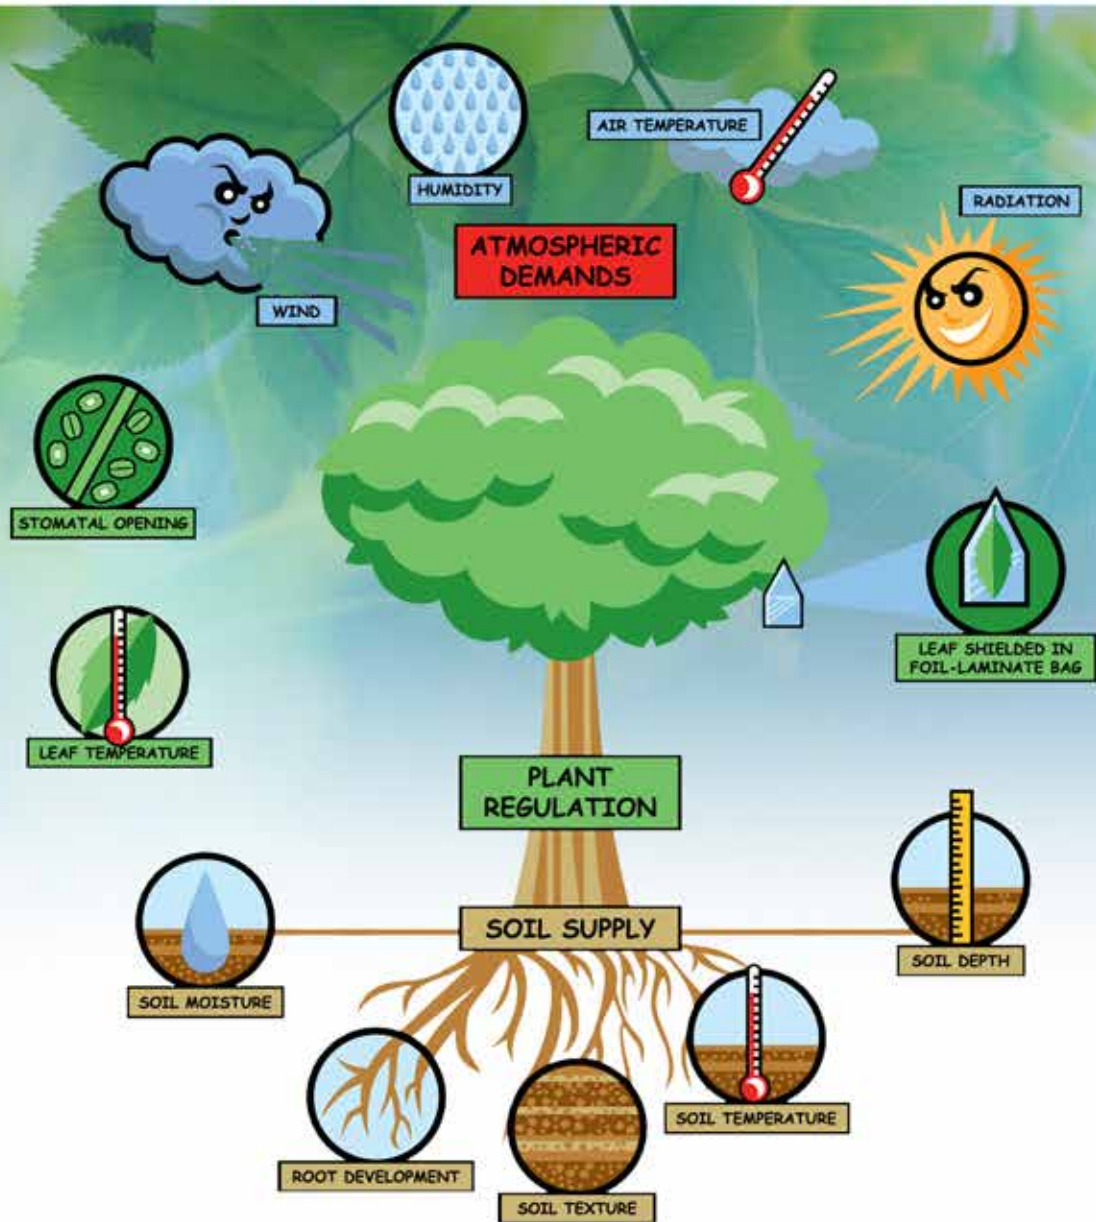 HUMIDITY
AIR TEMPERATURE
RADIATION
ATMOSPHERIC
DEMANDS
WIND
STOMATAL OPENING
LEAF SHIELDED IN
FOIL-LAMINATE BAG
LEAF TEMPERATURE
PLANT
REGULATION
SOIL SUPPLY
SOIL DEPTH
SOIL MOISTURE
SOIL TEMPERATURE
ROOT DEVELOPMENT
SOIL TEXTURE